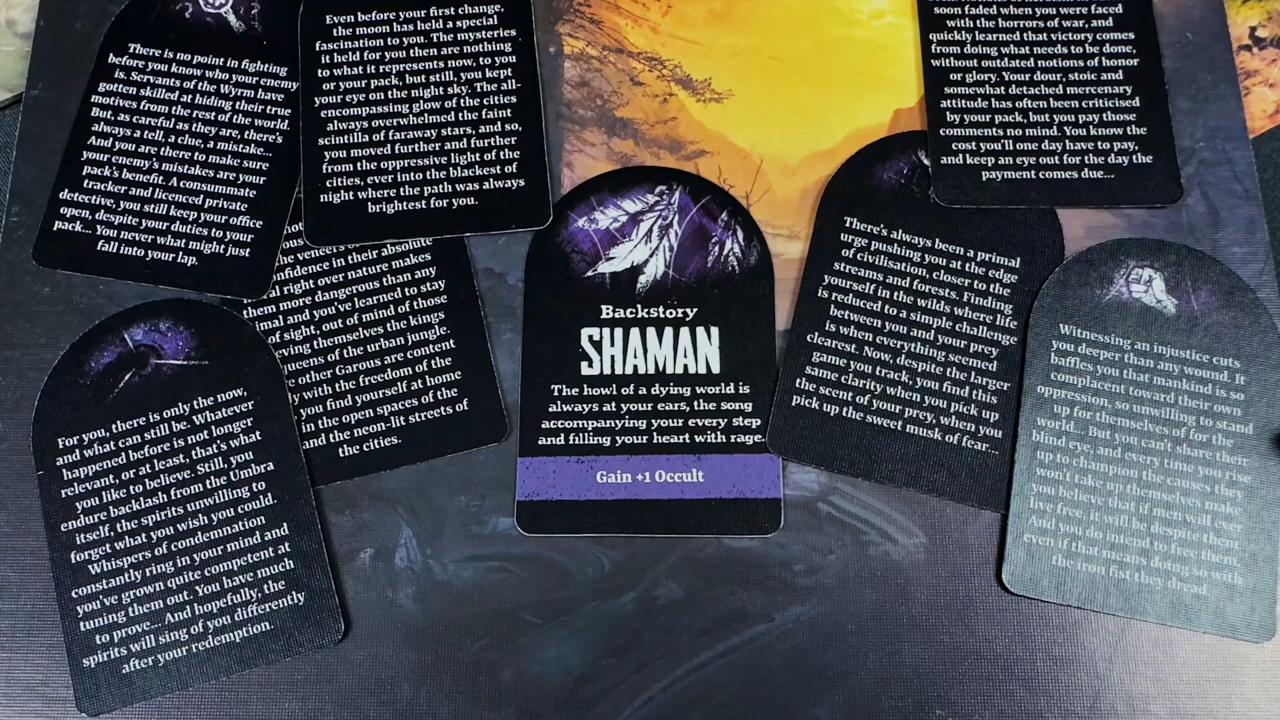 There is no point in fighting
before you know who your enemy
is. Servants of the Wyrm have
gotten skilled at hiding their true
motives from the rest of the world.
But, as careful as they are, there's
always a tell, a clue, a mistake...
And you are there to make sure
your enemy's mistakes are your
pack's benefit. A consummate
tracker and licenced private
detective, you still keep your office
open, despite your duties to your
pack... You never what might just
fall into your lap.
Even before your first change,
the moon has held a special
fascination to you. The mysteries
it held for you then are nothing
to what it represents now, to you
or your pack, but still, you kept
your eye on the night sky. The all-
encompassing glow of the cities
always overwhelmed the faint
scintilla of faraway stars, and so,
you moved further and further
from the oppressive light of the
cities, ever into the blackest of
night where the path was always
brightest for you.
soon faded when you were faced
with the horrors of war, and
quickly learned that victory comes
from doing what needs to be done,
without outdated notions of honor
or glory. Your dour, stoic and
somewhat detached mercenary
attitude has often been criticised
by your pack, but you pay those
comments no mind. You know the
cost you'll one day have to pay,
and keep an eye out for the day the
payment comes due...
the veneers
in their absolute
right over nature makes
them more dangerous than any
and you've learned to stay
of sight, out of mind of those
themselves the kings
queens of the urban jungle.
other Garous are content
with the freedom of the
you find yourself at home
in the open spaces of the
and the neon-lit streets of
the cities.
Backstory
SHAMAN
The howl of a dying world is
always at your ears, the song
accompanying your every step
and filling your heart with rage.
Gain +1 Occult
There's always been a primal
urge pushing you at the edge
of civilisation, closer to the
streams and forests. Finding
yourself in the wilds where life
is reduced to a simple challenge
between you and your prey
is when everything seemed
clearest. Now, despite the larger
game you track, you find this
same clarity when you pick up
the scent of your prey, when you
pick up the sweet musk of fear...
For you, there is only the now,
and what can still be. Whatever
happened before is not longer
relevant, or at least, that's what
you like to believe. Still, you
endure backlash from the Umbra
itself, the spirits unwilling to
forget what you wish you could.
Whispers of condemnation
constantly ring in your mind and
you've grown quite competent at
tuning them out. You have much
to prove... And hopefully, the
spirits will sing of you differently
after your redemption.
Witnessing an injustice cuts
you deeper than any wound. It
baffles you that mankind is so
complacent toward their own
oppression, so unwilling to stand
up for themselves of for the
world... But you can't share their
blind eye, and every time you rise
up to take up the causes the
won't themselves make
you believe that if men will ever
live free, it will be despite them.
And you do intend to free them,
even if that means doing so with
the iron fist they dread